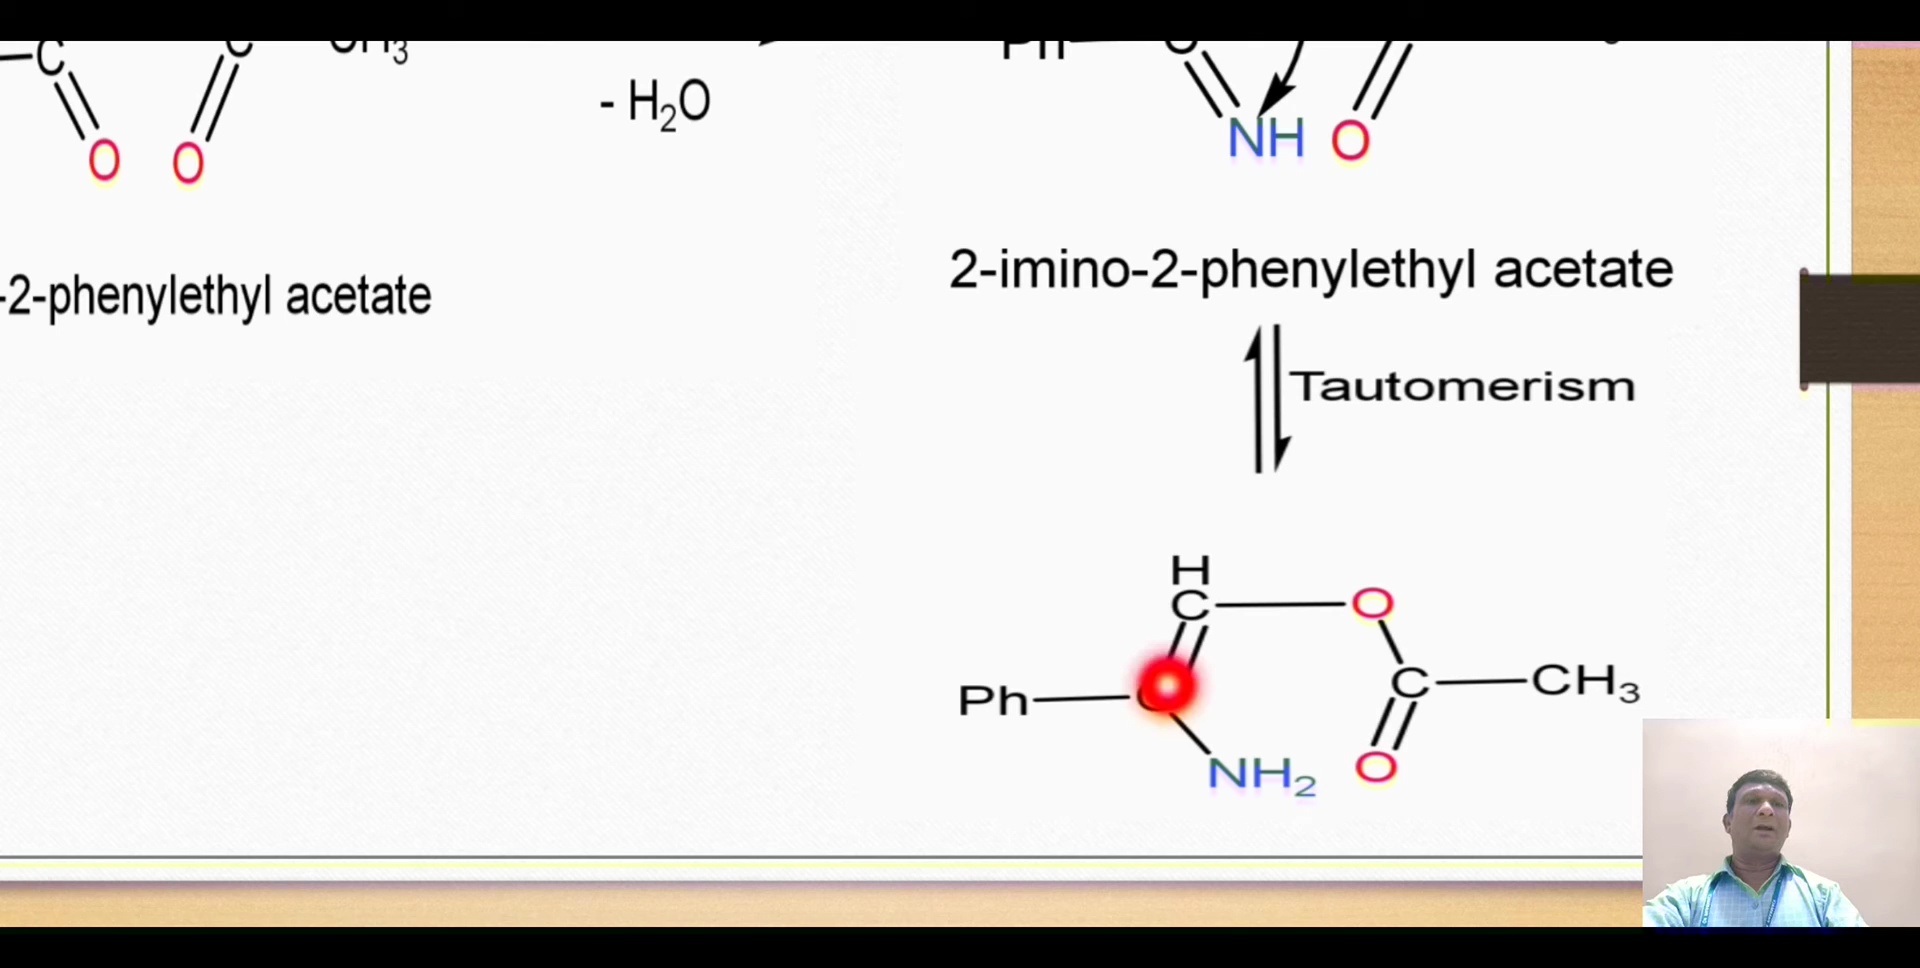 C C CH3
O O
- H2O
Ph C
NH O
-2-phenylethyl acetate
2-imino-2-phenylethyl acetate
Tautomerism
H
C O
Ph C CH3
NH2 O